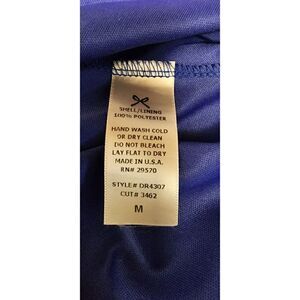 SHELL/LINING
100% POLYESTER
HAND WASH COLD
OR DRY CLEAN
DO NOT BLEACH
LAY FLAT TO DRY
MADE IN U.S.A.
RN# 29570
STYLE# DR4307
CUT# 3462
M